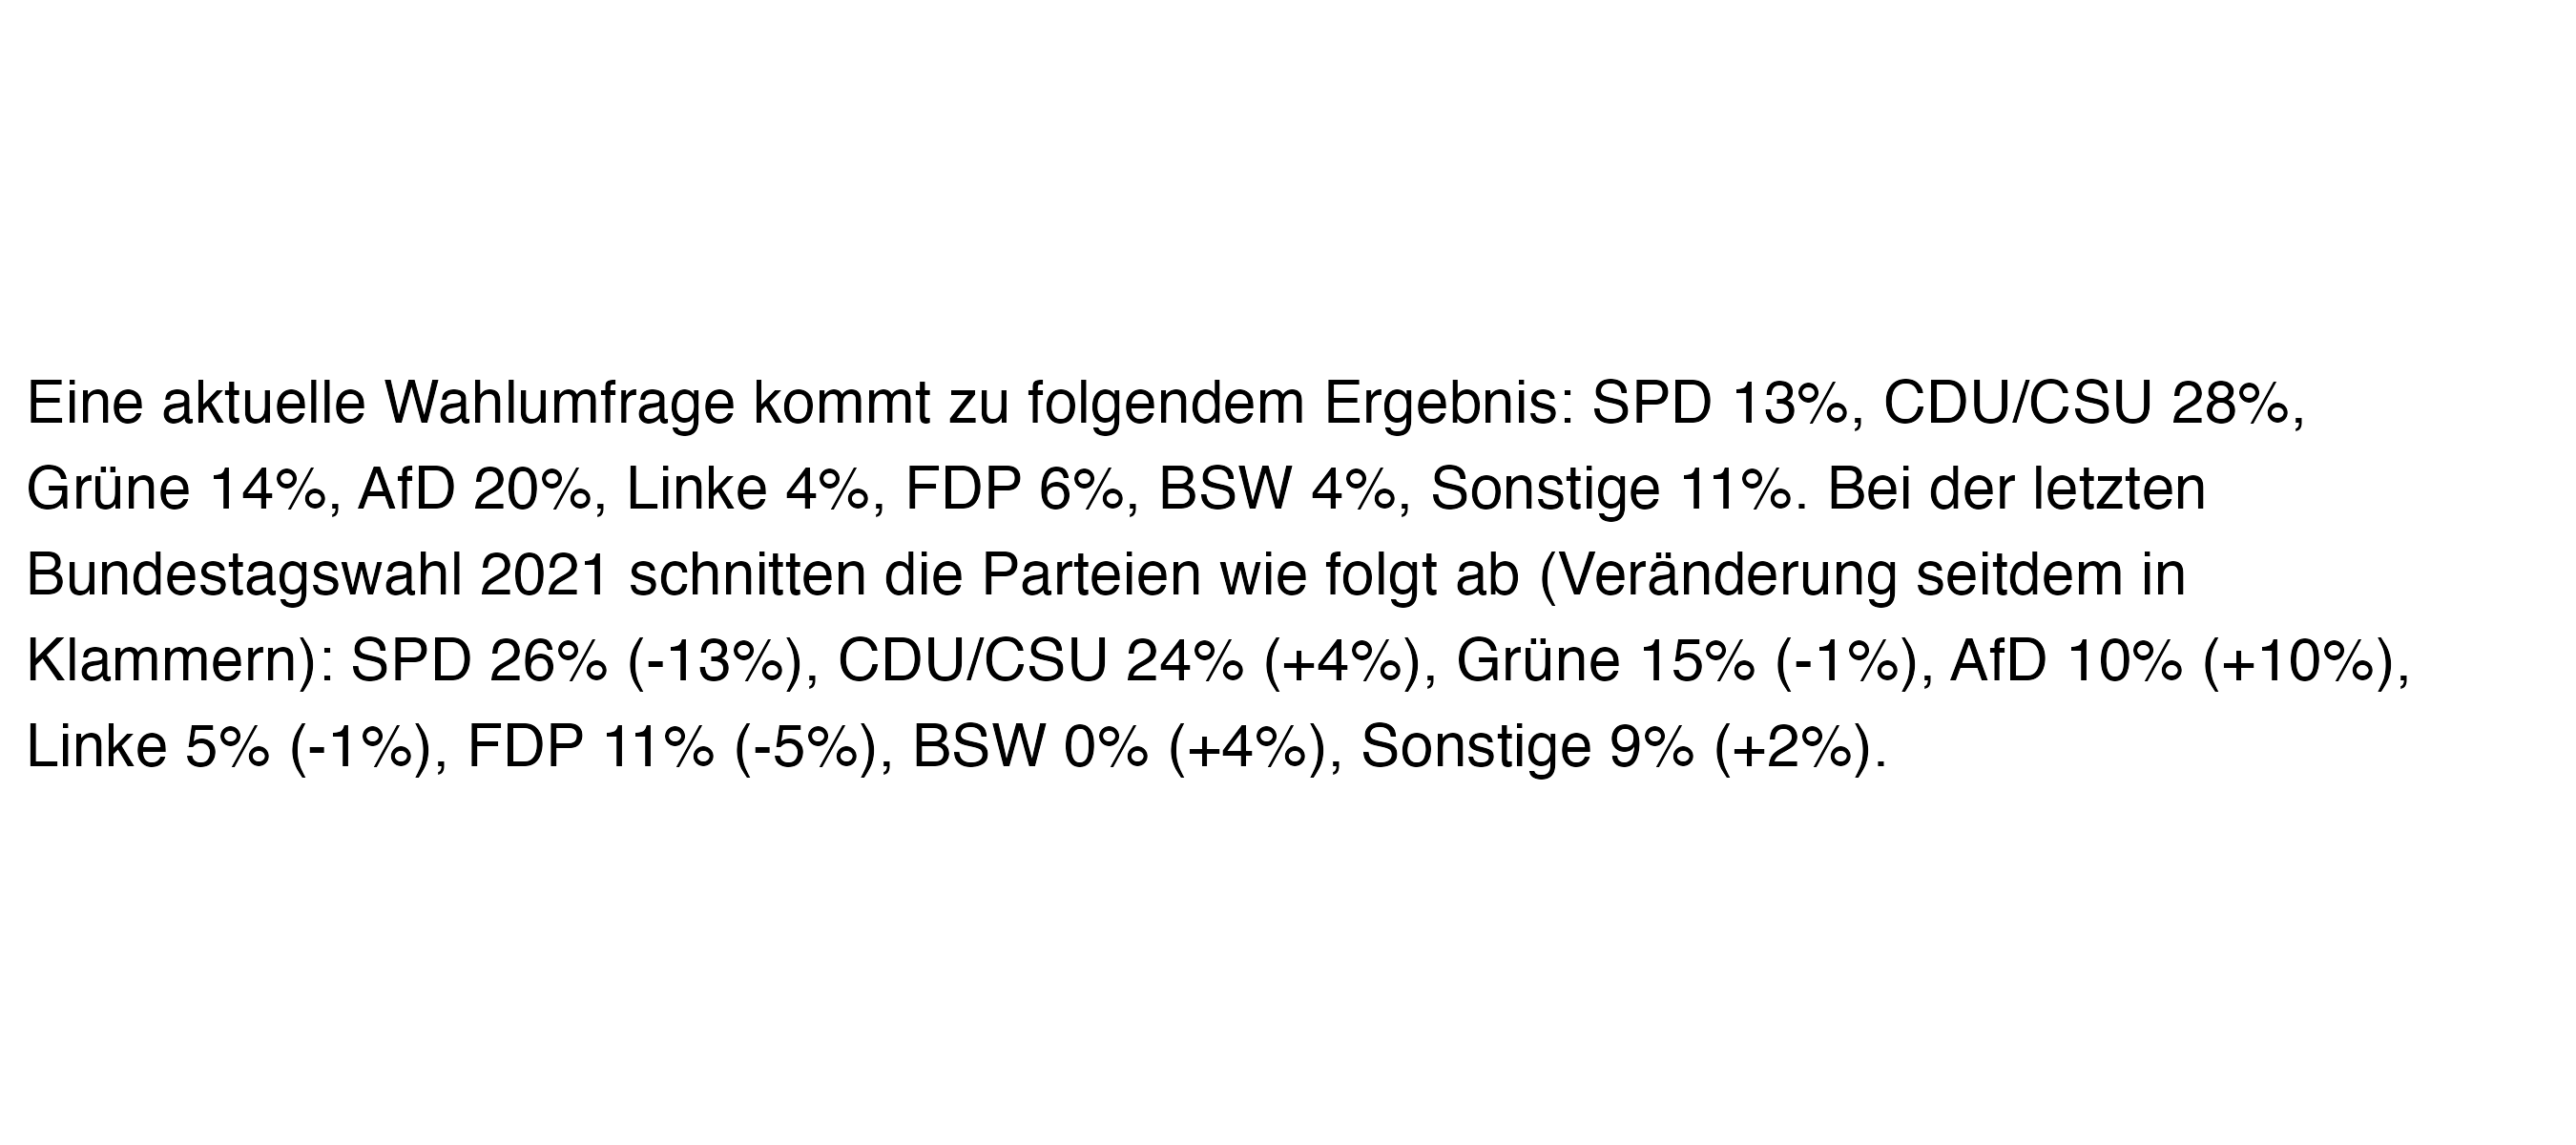 Eine aktuelle Wahlumfrage kommt zu folgendem Ergebnis: SPD 13%, CDU/CSU 28%,
Grüne 14%, AfD 20%, Linke 4%, FDP 6%, BSW 4%, Sonstige 11%. Bei der letzten
Bundestagswahl 2021 schnitten die Parteien wie folgt ab (Veränderung seitdem in
Klammern): SPD 26% (-13%), CDU/CSU 24% (+4%), Grüne 15% (-1%), AfD 10% (+10%),
Linke 5% (-1%), FDP 11% (-5%), BSW 0% (+4%), Sonstige 9% (+2%).